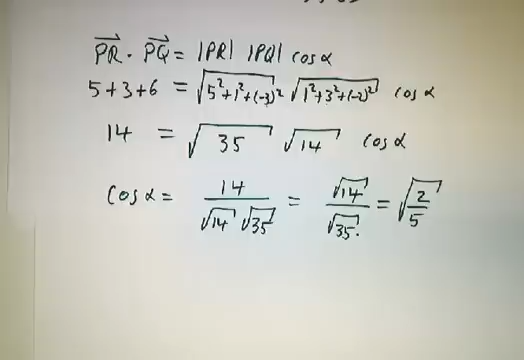 PR⃗ · PQ⃗ = |PR| |PQ| cos α
5+3+6 = √(5²+1²+(-3)²) √(1²+3²+(-2)²) cos α
14 = √35 √14 cos α
cos α = 14/(√14 √35) = √14/√35. = √(2/5)